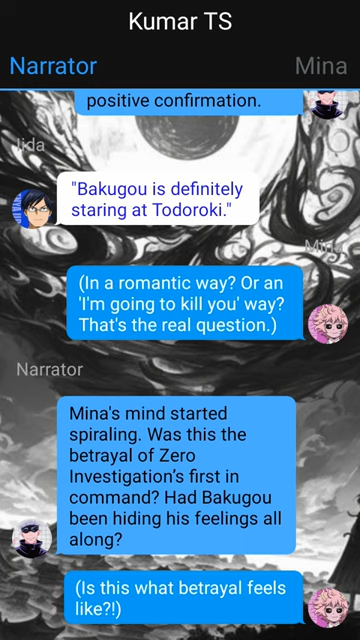 Kumar TS
Narrator
Mina
positive confirmation.
Iida
"Bakugou is definitely
staring at Todoroki."
Mina
(In a romantic way? Or an
'I'm going to kill you' way?
That's the real question.)
Narrator
Mina's mind started
spiraling. Was this the
betrayal of Zero
Investigation's first in
command? Had Bakugou
been hiding his feelings all
along?
(Is this what betrayal feels
like?!)